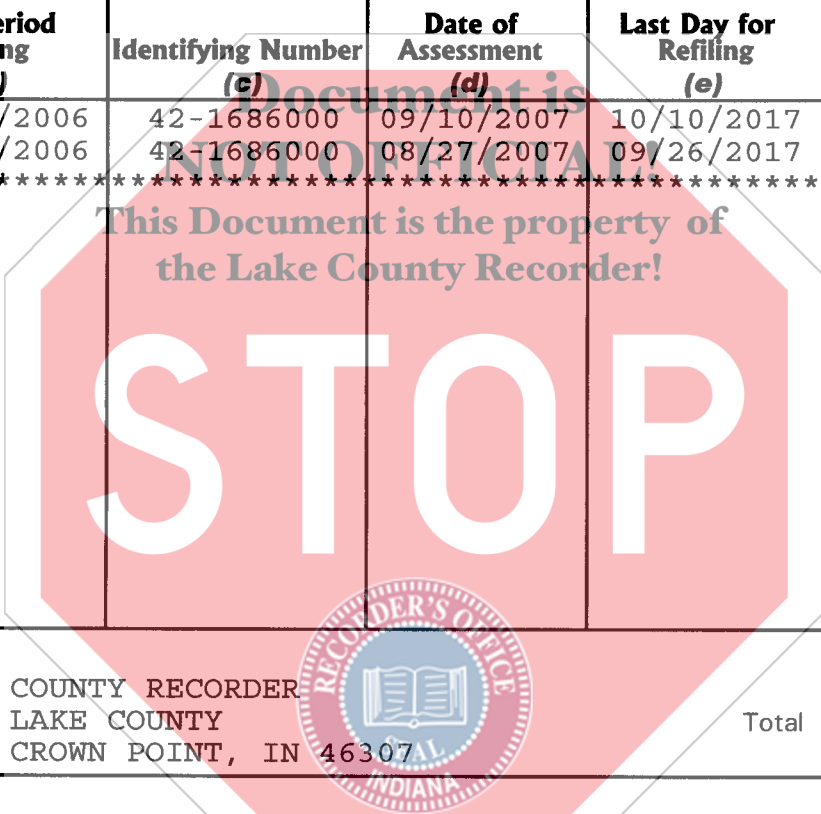 eriod Date of Last Day for
ng Identifying Number Assessment Refiling
) (c) (d) (e)
Document is
/2006 42-1686000 09/10/2007 10/10/2017
/2006 42-1686000 08/27/2007 09/26/2017
NOT OFFICIAL!
****************************************
This Document is the property of
the Lake County Recorder!
STOP
COUNTY RECORDER
LAKE COUNTY Total
CROWN POINT, IN 46307
RECORDER'S OFFICE
SEAL
INDIANA